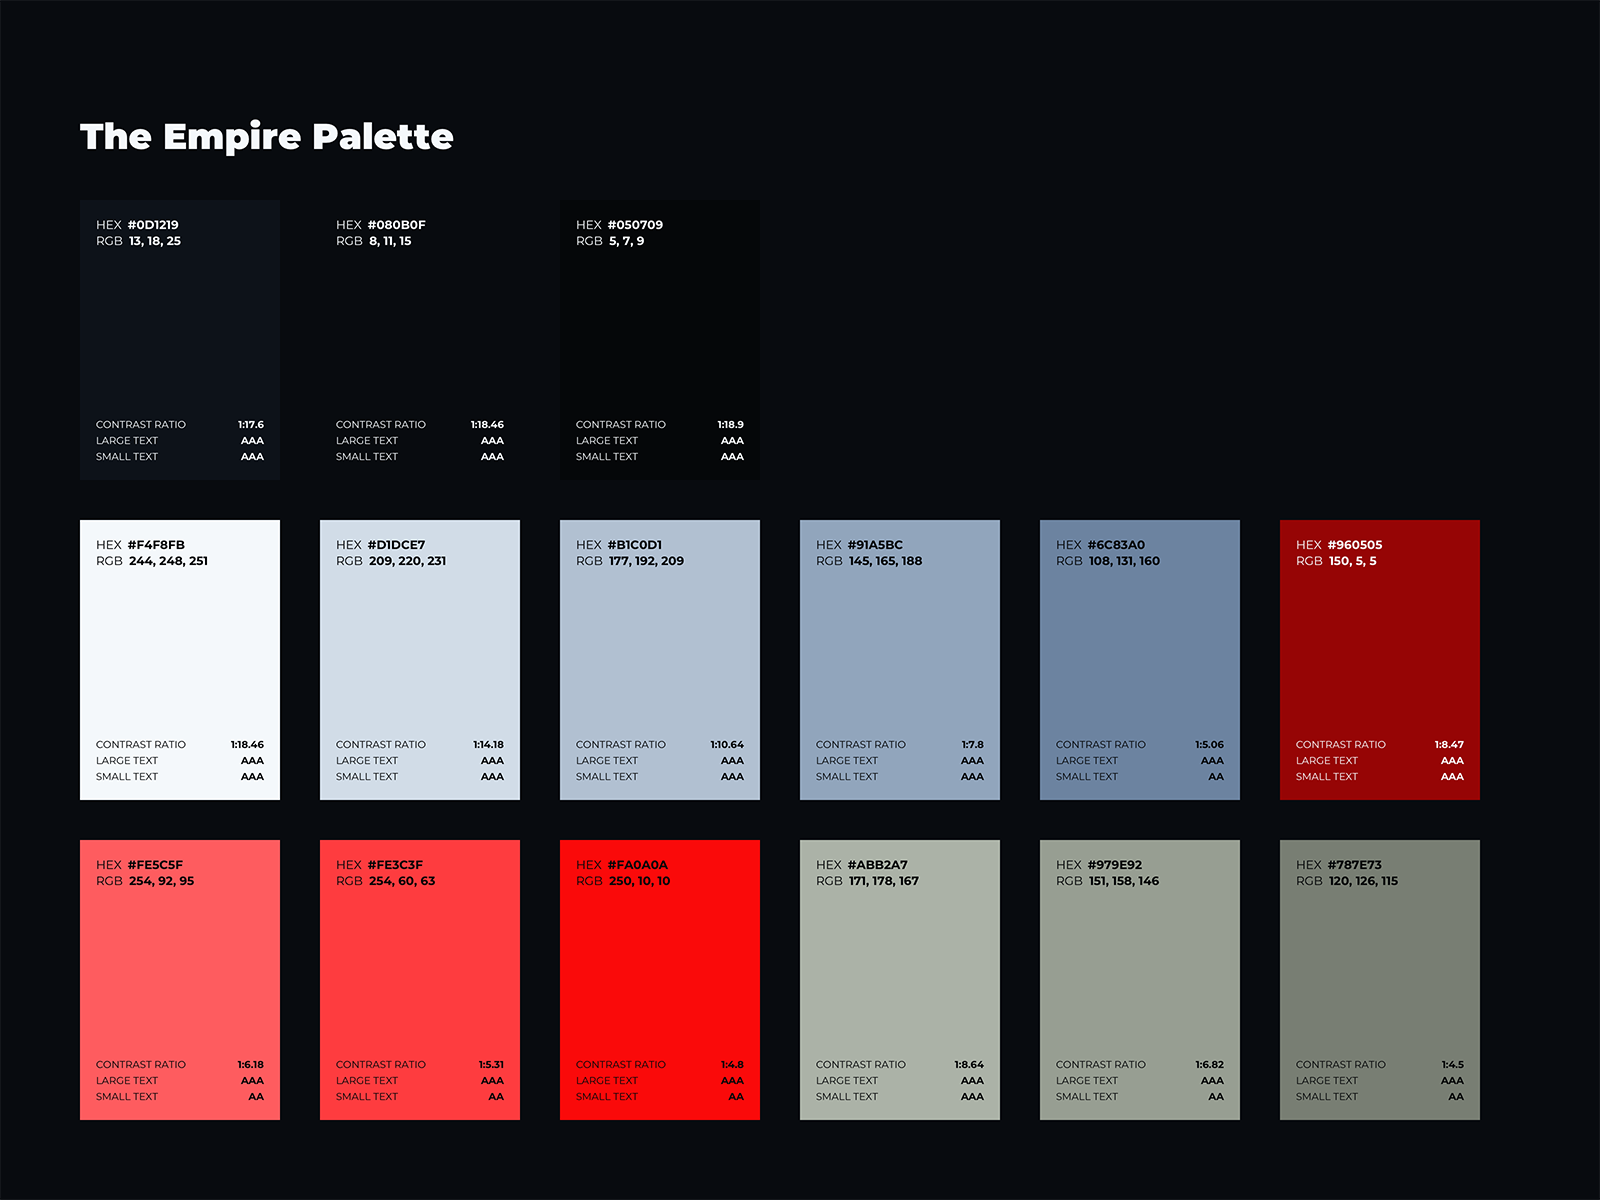 The Empire Palette
HEX #0D1219
RGB 13, 18, 25
CONTRAST RATIO 1:17.6
LARGE TEXT AAA
SMALL TEXT AAA
HEX #080B0F
RGB 8, 11, 15
CONTRAST RATIO 1:18.46
LARGE TEXT AAA
SMALL TEXT AAA
HEX #050709
RGB 5, 7, 9
CONTRAST RATIO 1:18.9
LARGE TEXT AAA
SMALL TEXT AAA
HEX #F4F8FB
RGB 244, 248, 251
CONTRAST RATIO 1:18.46
LARGE TEXT AAA
SMALL TEXT AAA
HEX #D1DCE7
RGB 209, 220, 231
CONTRAST RATIO 1:14.18
LARGE TEXT AAA
SMALL TEXT AAA
HEX #B1C0D1
RGB 177, 192, 209
CONTRAST RATIO 1:10.64
LARGE TEXT AAA
SMALL TEXT AAA
HEX #91A5BC
RGB 145, 165, 188
CONTRAST RATIO 1:7.8
LARGE TEXT AAA
SMALL TEXT AAA
HEX #6C83A0
RGB 108, 131, 160
CONTRAST RATIO 1:5.06
LARGE TEXT AAA
SMALL TEXT AA
HEX #960505
RGB 150, 5, 5
CONTRAST RATIO 1:8.47
LARGE TEXT AAA
SMALL TEXT AAA
HEX #FE5C5F
RGB 254, 92, 95
CONTRAST RATIO 1:6.18
LARGE TEXT AAA
SMALL TEXT AA
HEX #FE3C3F
RGB 254, 60, 63
CONTRAST RATIO 1:5.31
LARGE TEXT AAA
SMALL TEXT AA
HEX #FA0A0A
RGB 250, 10, 10
CONTRAST RATIO 1:4.8
LARGE TEXT AAA
SMALL TEXT AA
HEX #ABB2A7
RGB 171, 178, 167
CONTRAST RATIO 1:8.64
LARGE TEXT AAA
SMALL TEXT AAA
HEX #979E92
RGB 151, 158, 146
CONTRAST RATIO 1:6.82
LARGE TEXT AAA
SMALL TEXT AA
HEX #787E73
RGB 120, 126, 115
CONTRAST RATIO 1:4.5
LARGE TEXT AAA
SMALL TEXT AA